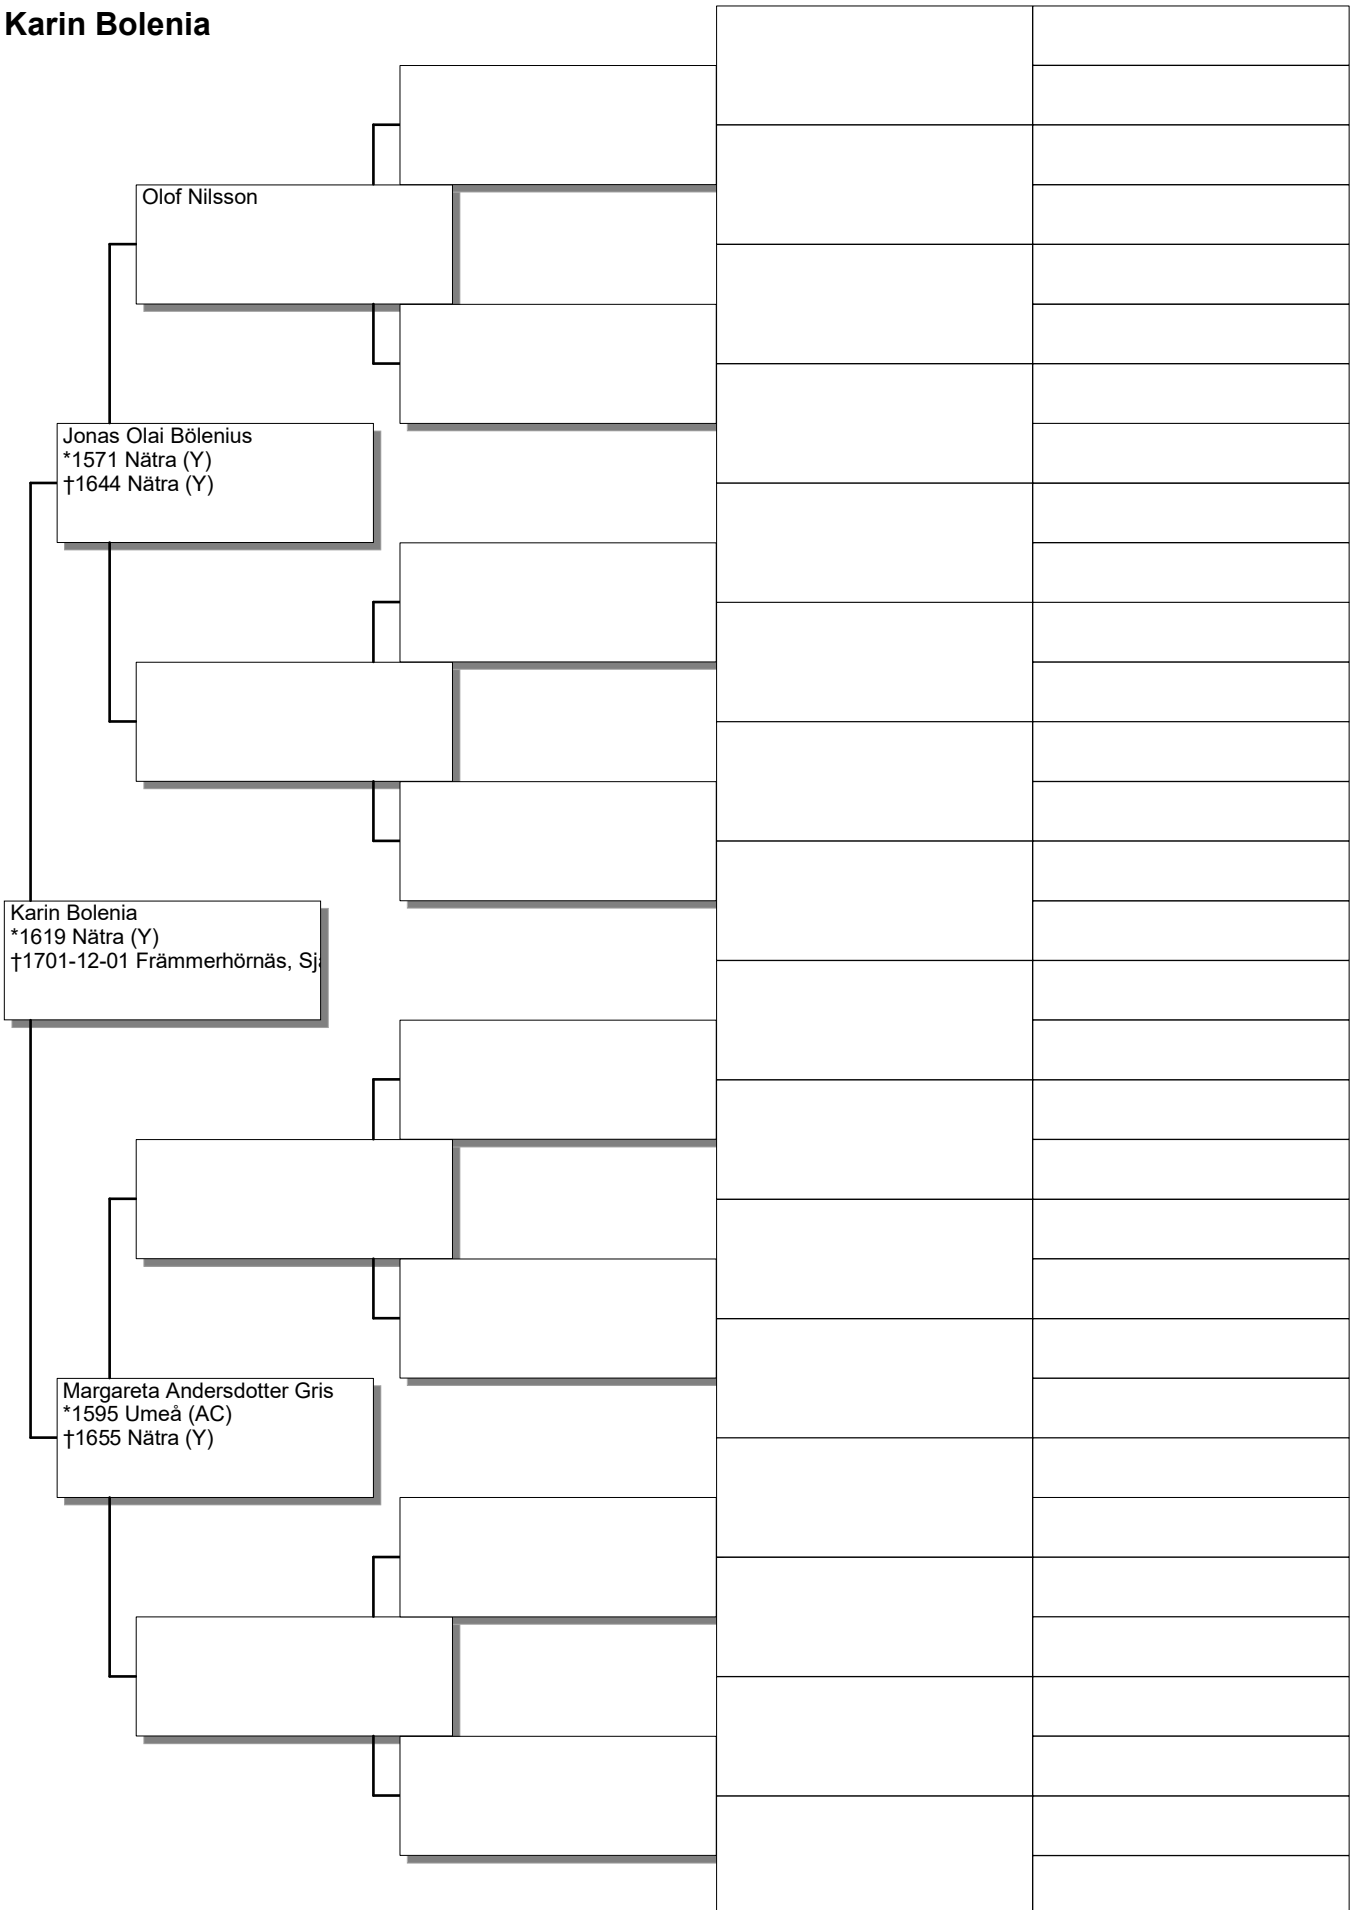 Karin Bolenia
Olof Nilsson
Jonas Olai Bölenius
*1571 Nätra (Y)
†1644 Nätra (Y)
Karin Bolenia
*1619 Nätra (Y)
†1701-12-01 Främmerhörnäs,
Margareta Andersdotter Gris
*1595 Umeå (AC)
†1655 Nätra (Y)